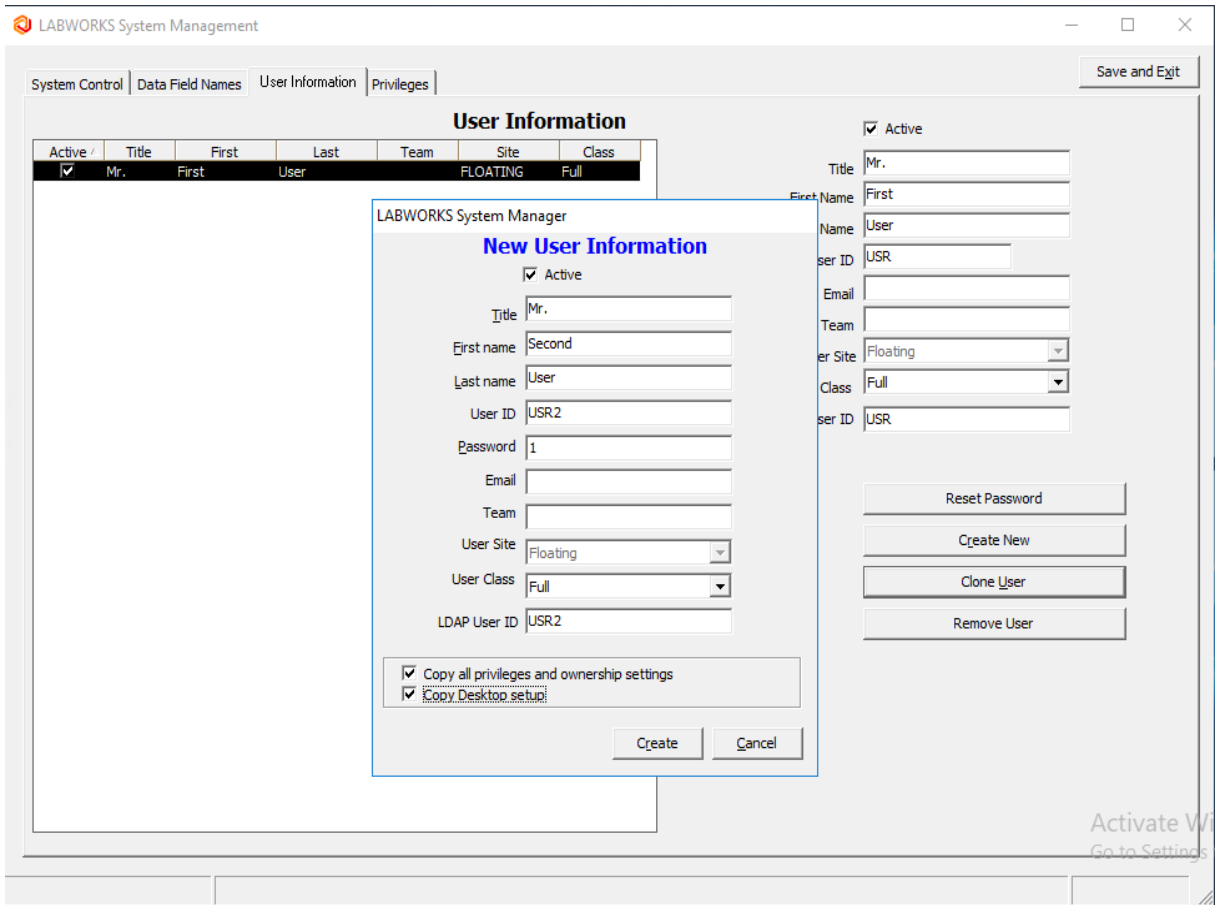 LABWORKS System Management
Save and Exit
System Control Data Field Names User Information Privileges
User Information
Active Title First Last Team Site Class
Mr. First User FLOATING Full
Active
Title Mr.
First Name First
Name User
ser ID USR
Email
Team
er Site Floating
Class Full
ser ID USR
Reset Password
Create New
Clone User
Remove User
LABWORKS System Manager
New User Information
Active
Title Mr.
First name Second
Last name User
User ID USR2
Password 1
Email
Team
User Site Floating
User Class Full
LDAP User ID USR2
Copy all privileges and ownership settings
Copy Desktop setup
Create Cancel
Activate Wi
Go to Settings